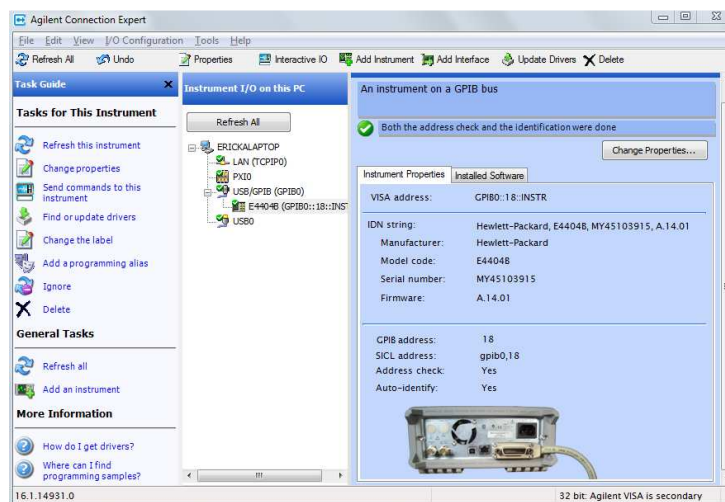 Agilent Connection Expert
File Edit View I/O Configuration Tools Help
Refresh All Undo Properties Interactive IO Add Instrument Add Interface Update Drivers Delete
Task Guide
Tasks for This Instrument
Refresh this instrument
Change properties
Send commands to this
instrument
Find or update drivers
Change the label
Add a programming alias
Ignore
Delete
General Tasks
Refresh all
Add an instrument
More Information
How do I get drivers?
Where can I find
programming samples?
Instrument I/O on this PC
Refresh All
ERICKALAPTOP
LAN (TCPIP0)
PXI0
USB/GPIB (GPIB0)
E4404B (GPIB0::18::INS
USB0
An instrument on a GPIB bus
Both the address check and the identification were done
Change Properties...
Instrument Properties Installed Software
VISA address: GPIB0::18::INSTR
IDN string: Hewlett-Packard, E4404B, MY45103915, A.14.01
Manufacturer: Hewlett-Packard
Model code: E4404B
Serial number: MY45103915
Firmware: A.14.01
GPIB address: 18
SICL address: gpib0,18
Address check: Yes
Auto-identify: Yes
16.1.14931.0 32 bit: Agilent VISA is secondary